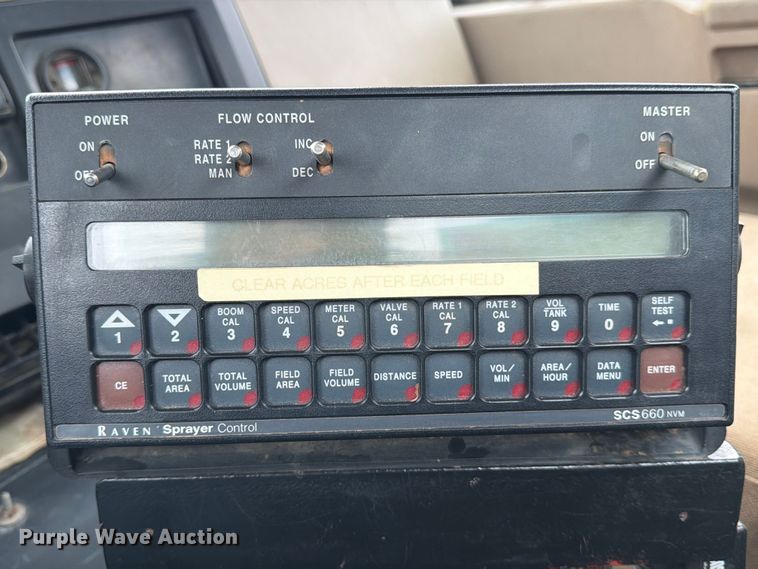 POWER
FLOW CONTROL
MASTER
ON
RATE 1
INC
ON
RATE 2
OFF
MAN
DEC
OFF
CLEAR ACRES AFTER EACH FIELD
1
2
BOOM CAL 3
SPEED CAL 4
METER CAL 5
VALVE CAL 6
RATE 1 CAL 7
RATE 2 CAL 8
VOL TANK 9
TIME 0
SELF TEST
CE
TOTAL AREA
TOTAL VOLUME
FIELD AREA
FIELD VOLUME
DISTANCE
SPEED
VOL/ MIN
AREA/ HOUR
DATA MENU
ENTER
RAVEN Sprayer Control
SCS 660 NVM
Purple Wave Auction